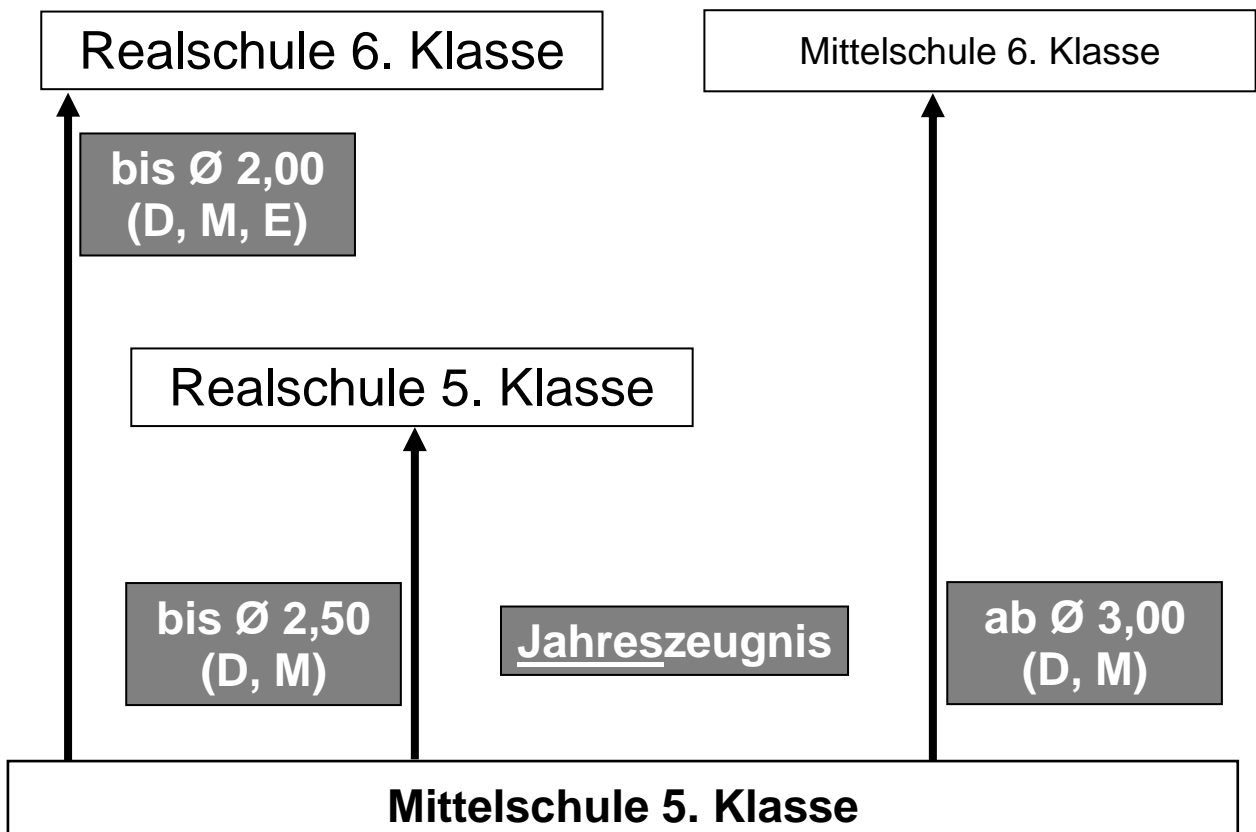 Realschule 6. Klasse
Mittelschule 6. Klasse
bis Ø 2,00
(D, M, E)
Realschule 5. Klasse
bis Ø 2,50
(D, M)
Jahreszeugnis
ab Ø 3,00
(D, M)
Mittelschule 5. Klasse